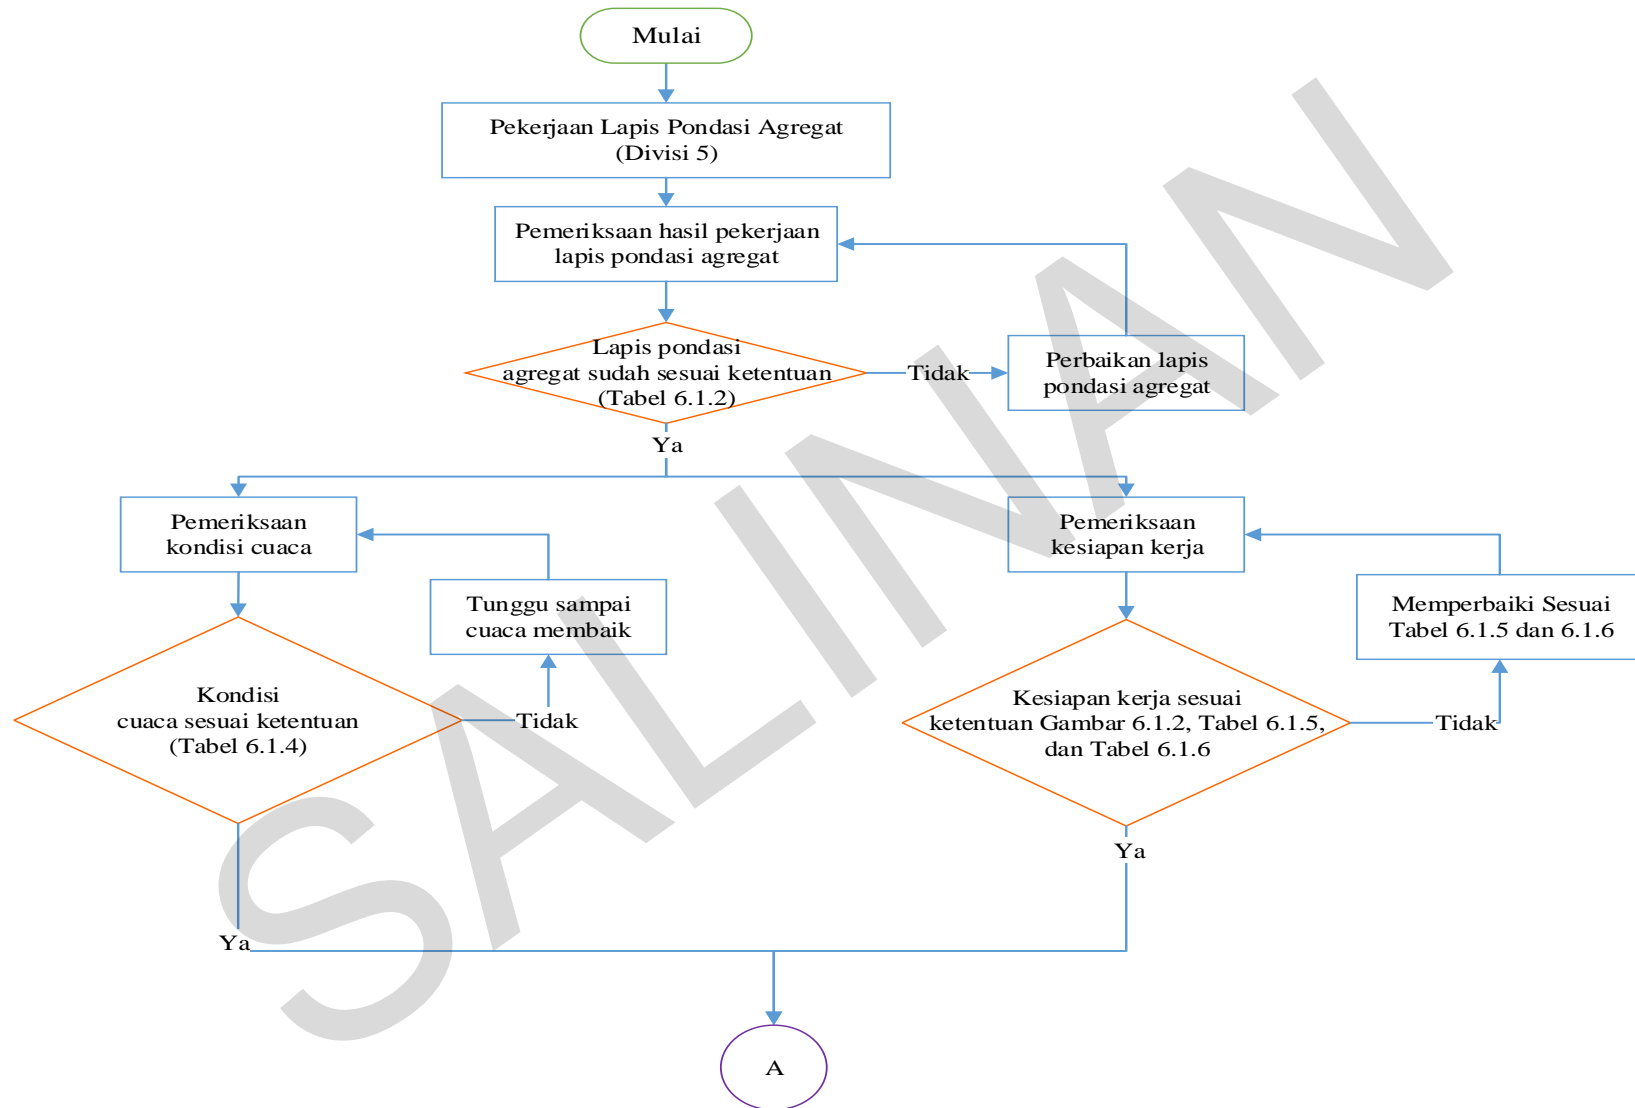 Mulai
Pekerjaan Lapis Pondasi Agregat
(Divisi 5)
Pemeriksaan hasil pekerjaan
lapis pondasi agregat
Lapis pondasi
agregat sudah sesuai ketentuan
(Tabel 6.1.2)
Tidak
Perbaikan lapis
pondasi agregat
Ya
Pemeriksaan
kondisi cuaca
Tunggu sampai
cuaca membaik
Kondisi
cuaca sesuai ketentuan
(Tabel 6.1.4)
Tidak
Ya
Pemeriksaan
kesiapan kerja
Memperbaiki Sesuai
Tabel 6.1.5 dan 6.1.6
Kesiapan kerja sesuai
ketentuan Gambar 6.1.2, Tabel 6.1.5,
dan Tabel 6.1.6
Tidak
Ya
A
SALINAN